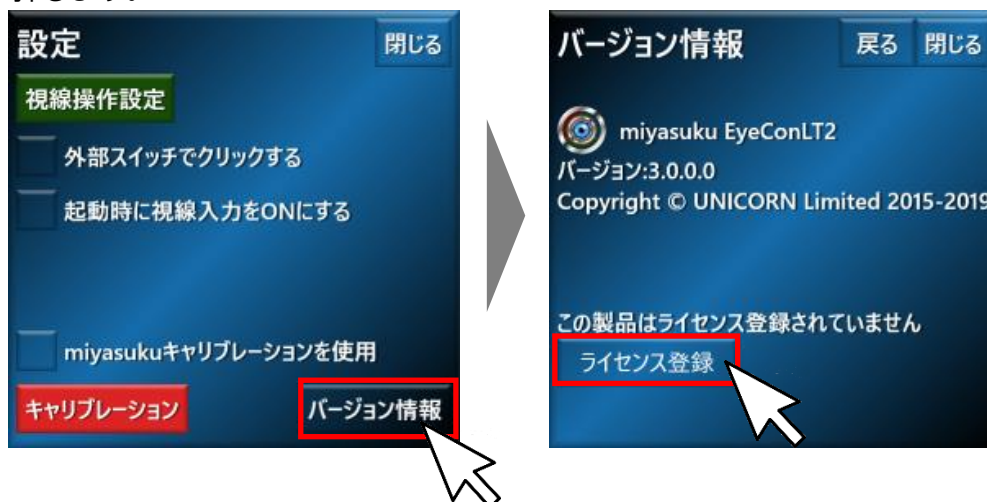 設定
閉じる
視線操作設定
外部スイッチでクリックする
起動時に視線入力をONにする
miyasukuキャリブレーションを使用
キャリブレーション
バージョン情報
バージョン情報
戻る
閉じる
miyasuku EyeConLT2
バージョン:3.0.0.0
Copyright © UNICORN Limited 2015-2019
この製品はライセンス登録されていません
ライセンス登録